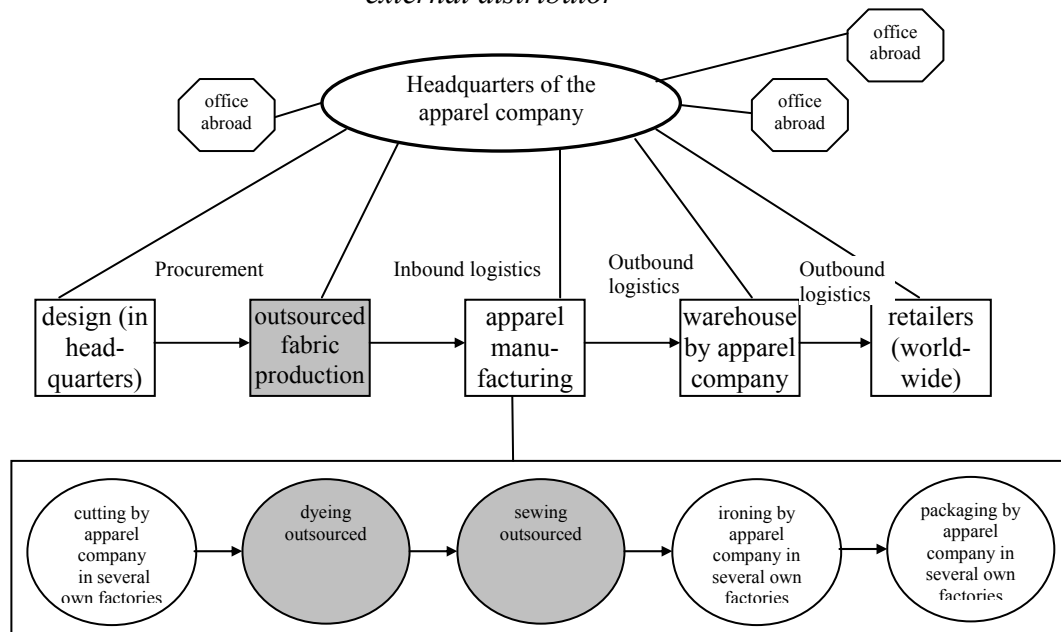 external distributor
office
abroad
office
abroad
Headquarters of the
apparel company
office
abroad
Procurement
Inbound logistics
Outbound
logistics
Outbound
logistics
design (in
head-
quarters)
outsourced
fabric
production
apparel
manu-
facturing
warehouse
by apparel
company
retailers
(world-
wide)
cutting by
apparel
company
in several
own factories
dyeing
outsourced
sewing
outsourced
ironing by
apparel
company in
several own
factories
packaging by
apparel
company in
several own
factories